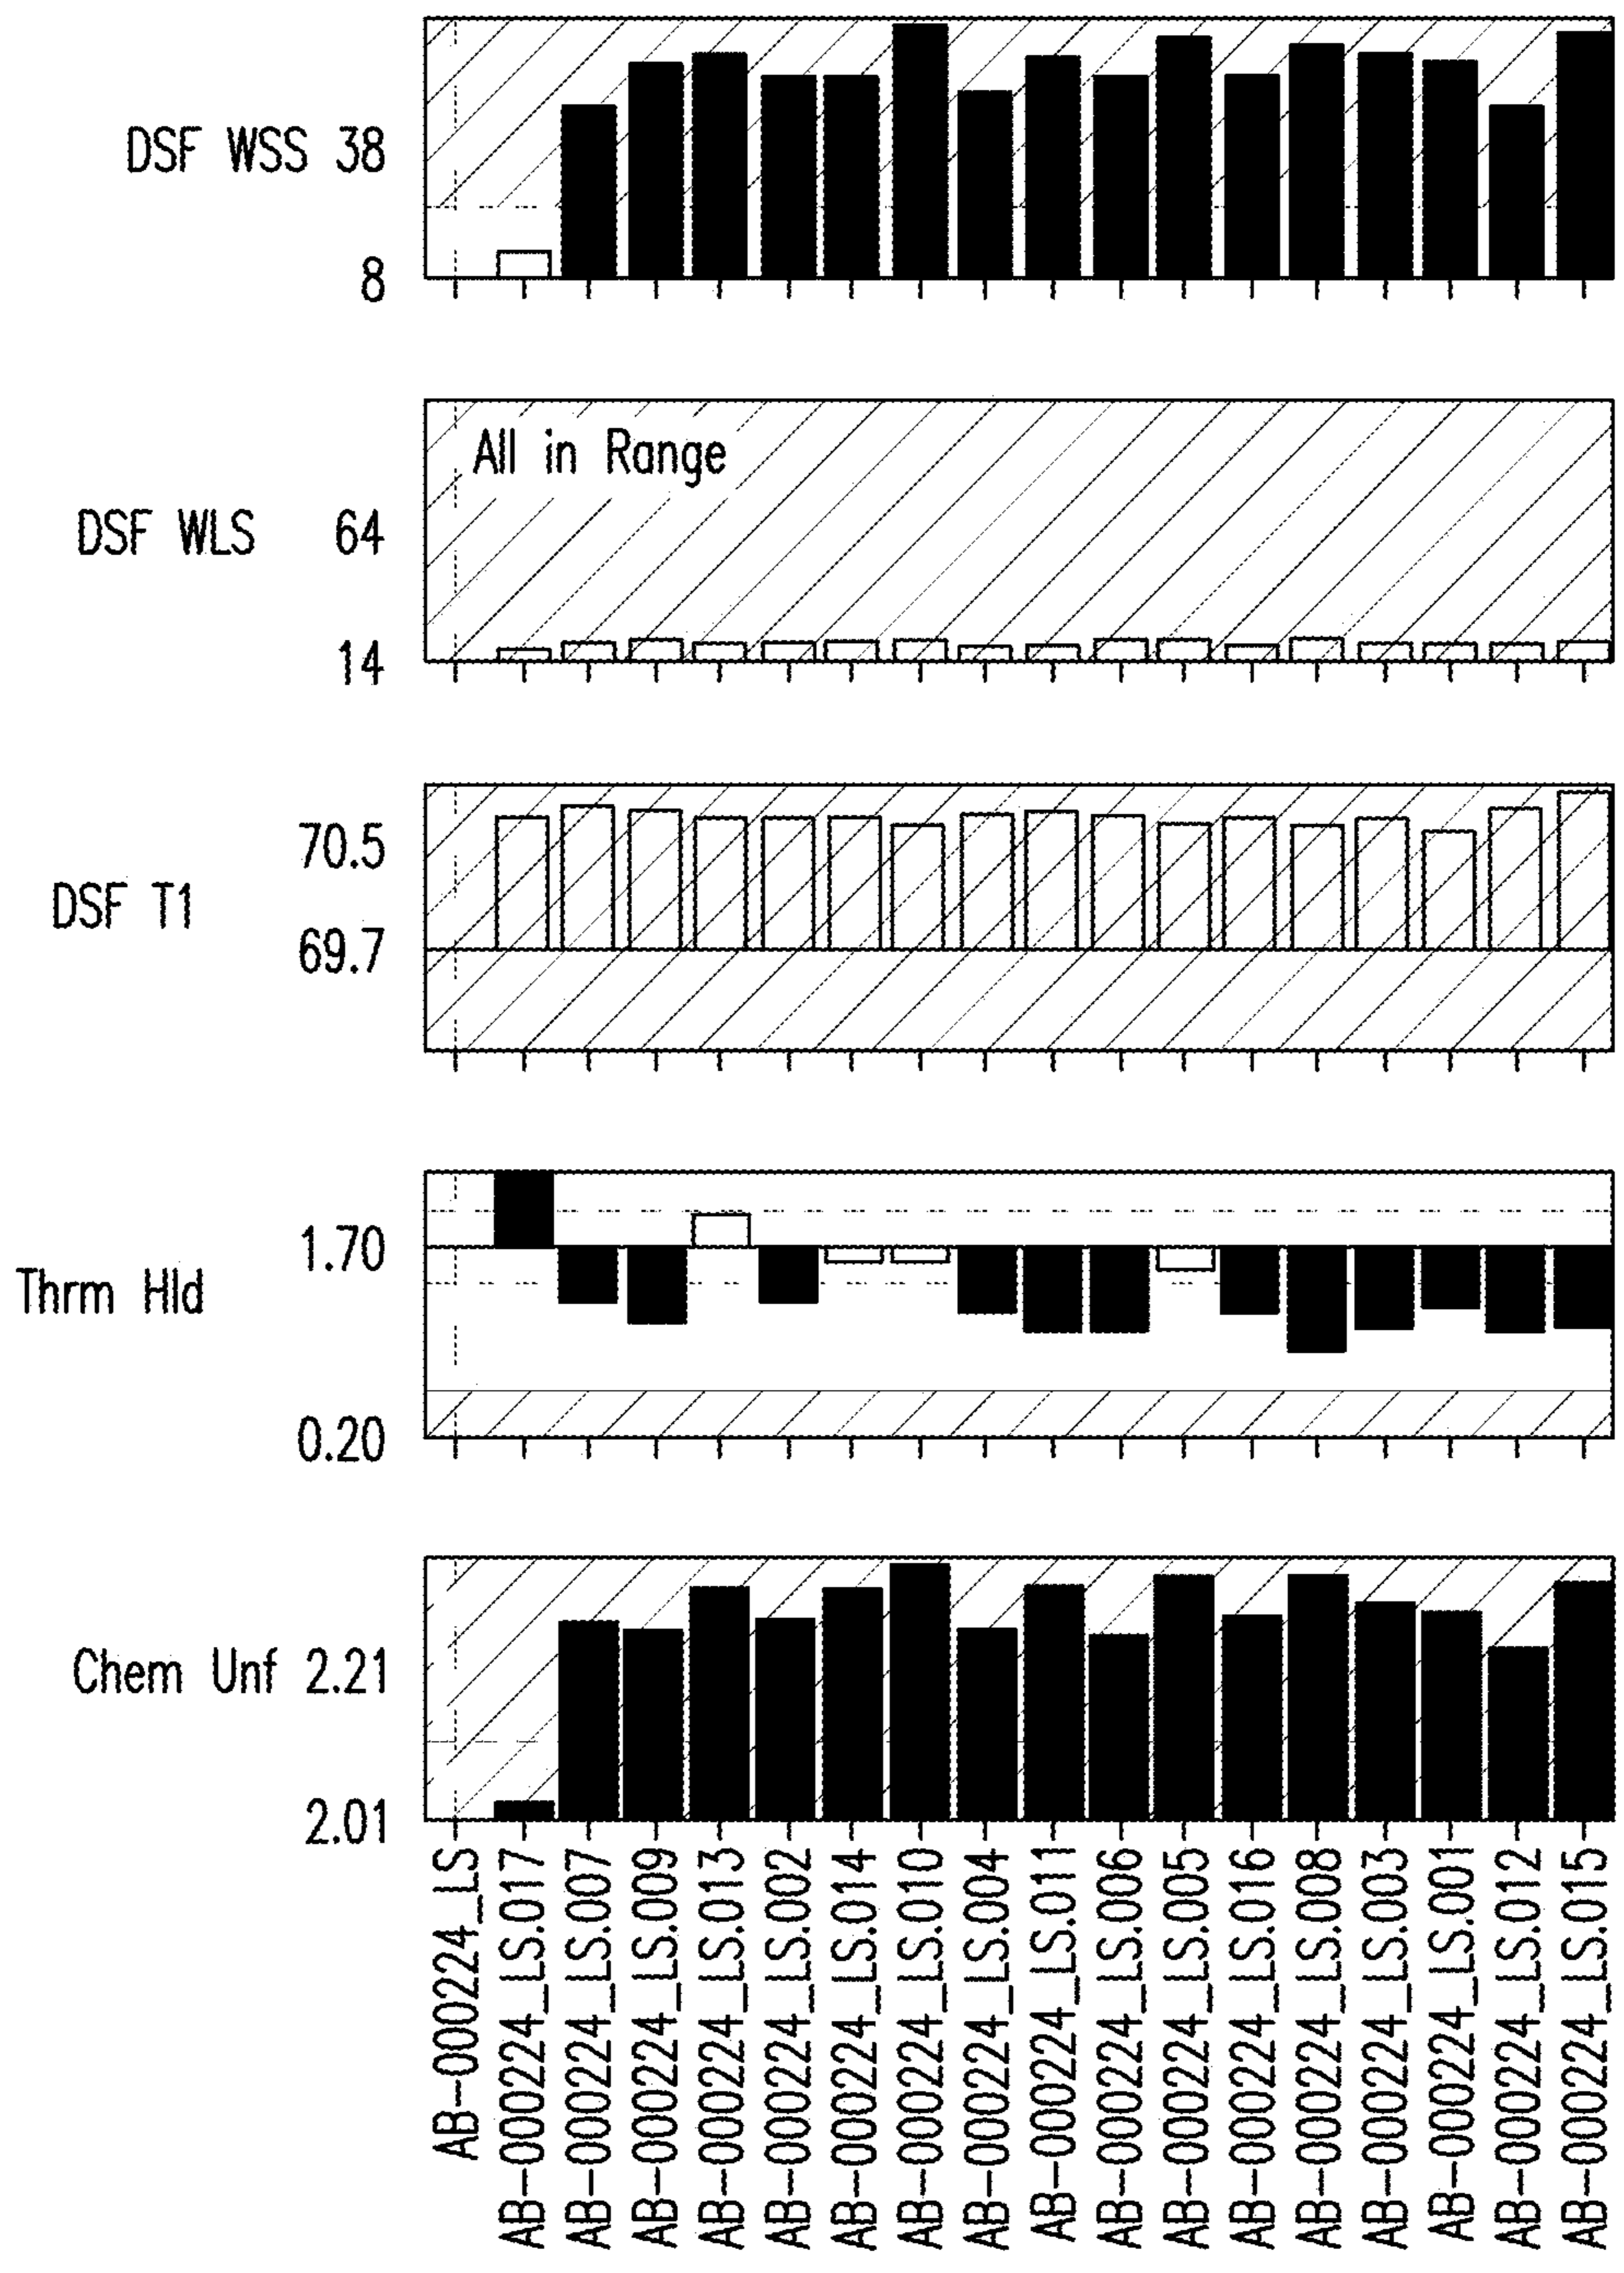 DSF WSS 38
8
All in Range
DSF WLS 64
14
70.5
DSF T1
69.7
1.70
Thrm Hld
0.20
Chem Unf 2.21
2.01
AB-000224_LS
AB-000224_LS.017
AB-000224_LS.007
AB-000224_LS.009
AB-000224_LS.013
AB-000224_LS.002
AB-000224_LS.014
AB-000224_LS.010
AB-000224_LS.004
AB-000224_LS.011
AB-000224_LS.006
AB-000224_LS.005
AB-000224_LS.016
AB-000224_LS.008
AB-000224_LS.003
AB-000224_LS.001
AB-000224_LS.012
AB-000224_LS.015